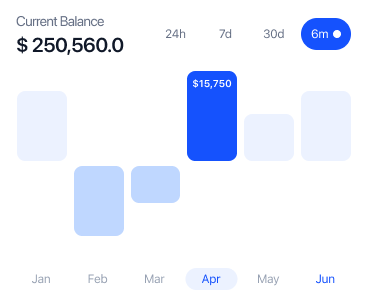 Current Balance
$ 250,560.0
24h 7d 30d 6m
$15,750
Jan Feb Mar Apr May Jun